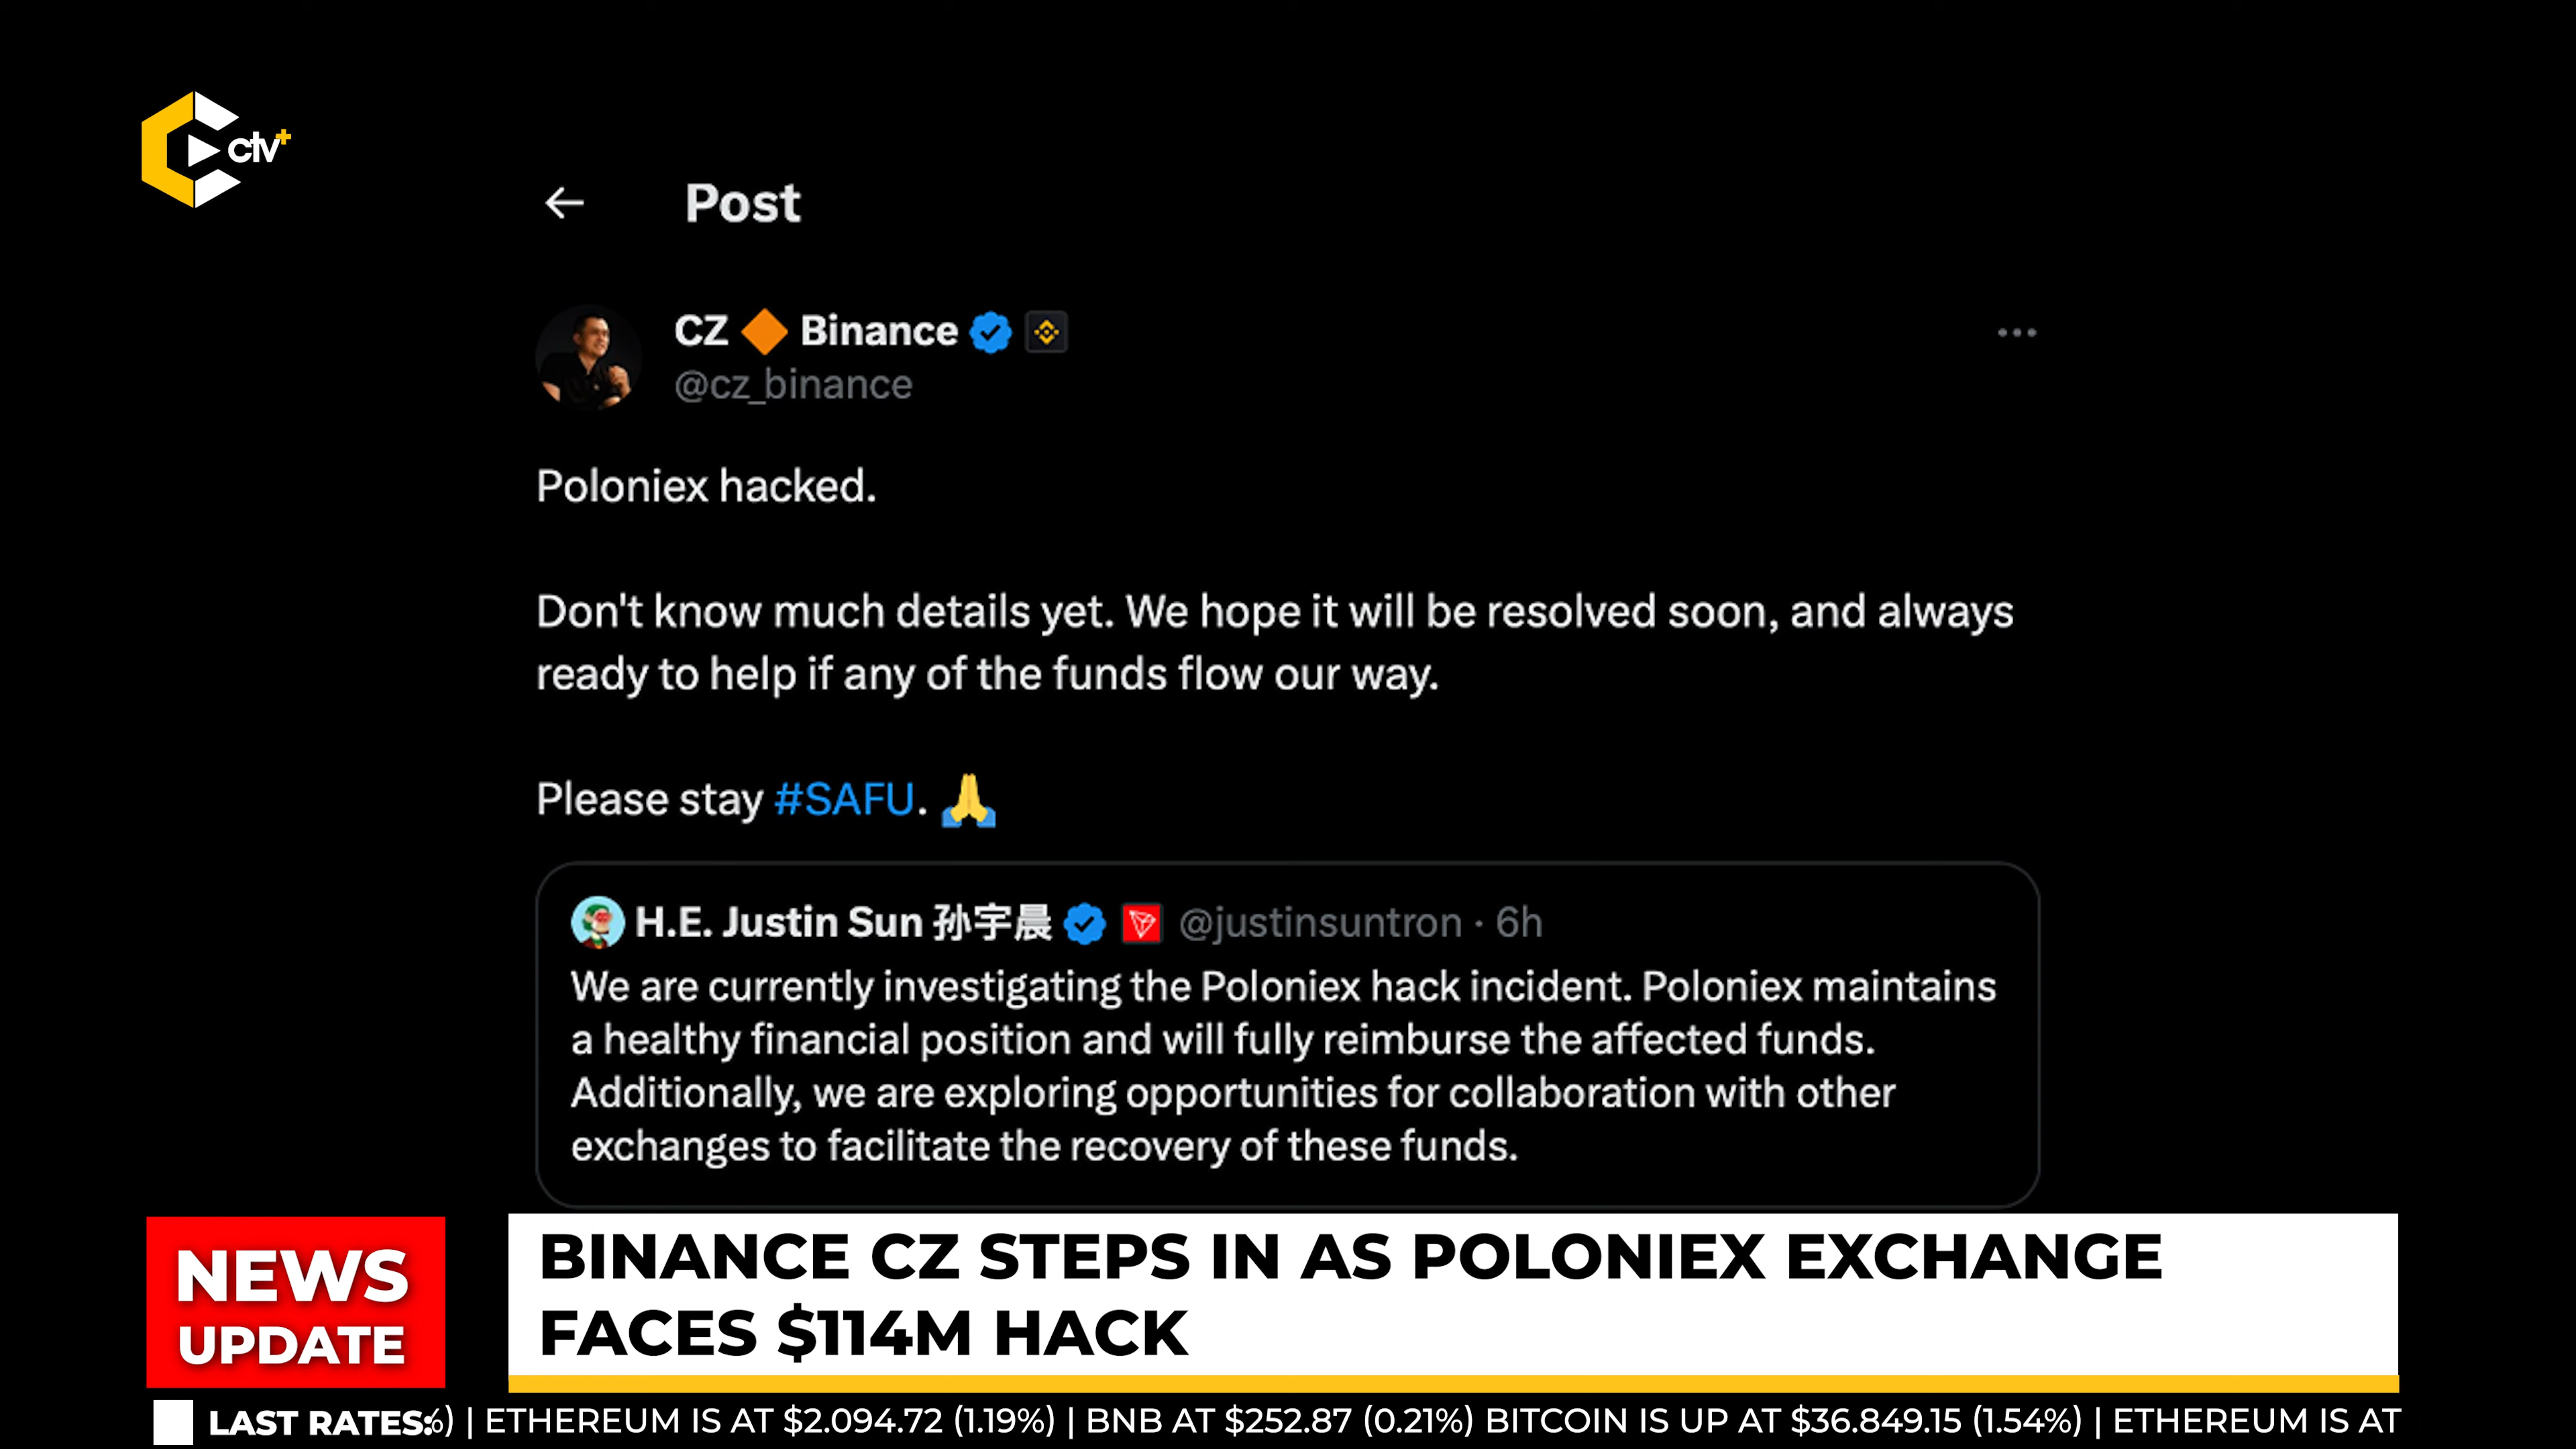 ctv+
Post
CZ 🔶 Binance
@cz_binance
Poloniex hacked.
Don't know much details yet. We hope it will be resolved soon, and always
ready to help if any of the funds flow our way.
Please stay #SAFU. 🙏
H.E. Justin Sun 孙宇晨 @justinsuntron · 6h
We are currently investigating the Poloniex hack incident. Poloniex maintains
a healthy financial position and will fully reimburse the affected funds.
Additionally, we are exploring opportunities for collaboration with other
exchanges to facilitate the recovery of these funds.
NEWS
UPDATE
BINANCE CZ STEPS IN AS POLONIEX EXCHANGE
FACES $114M HACK
LAST RATES: %) | ETHEREUM IS AT $2.094.72 (1.19%) | BNB AT $252.87 (0.21%) BITCOIN IS UP AT $36.849.15 (1.54%) | ETHEREUM IS AT